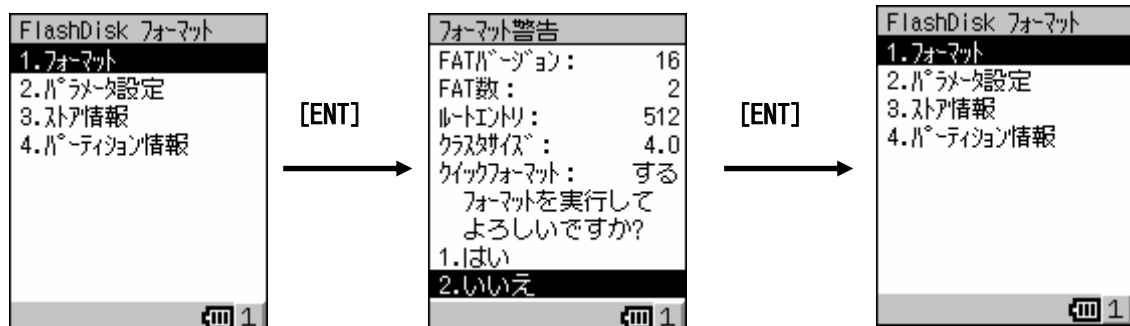 FlashDisk ﾌｫｰﾏｯﾄ
1.ﾌｫｰﾏｯﾄ
2.ﾊﾟﾗﾒｰﾀ設定
3.ｽﾄｱ情報
4.ﾊﾟｰﾃｨｼｮﾝ情報
1
[ENT]
ﾌｫｰﾏｯﾄ警告
FATﾊﾞｰｼﾞｮﾝ： 16
FAT数： 2
ﾙｰﾄｴﾝﾄﾘ： 512
ｸﾗｽﾀｻｲｽﾞ： 4.0
ｸｲｯｸﾌｫｰﾏｯﾄ： する
ﾌｫｰﾏｯﾄを実行して
よろしいですか?
1.はい
2.いいえ
1
[ENT]
FlashDisk ﾌｫｰﾏｯﾄ
1.ﾌｫｰﾏｯﾄ
2.ﾊﾟﾗﾒｰﾀ設定
3.ｽﾄｱ情報
4.ﾊﾟｰﾃｨｼｮﾝ情報
1